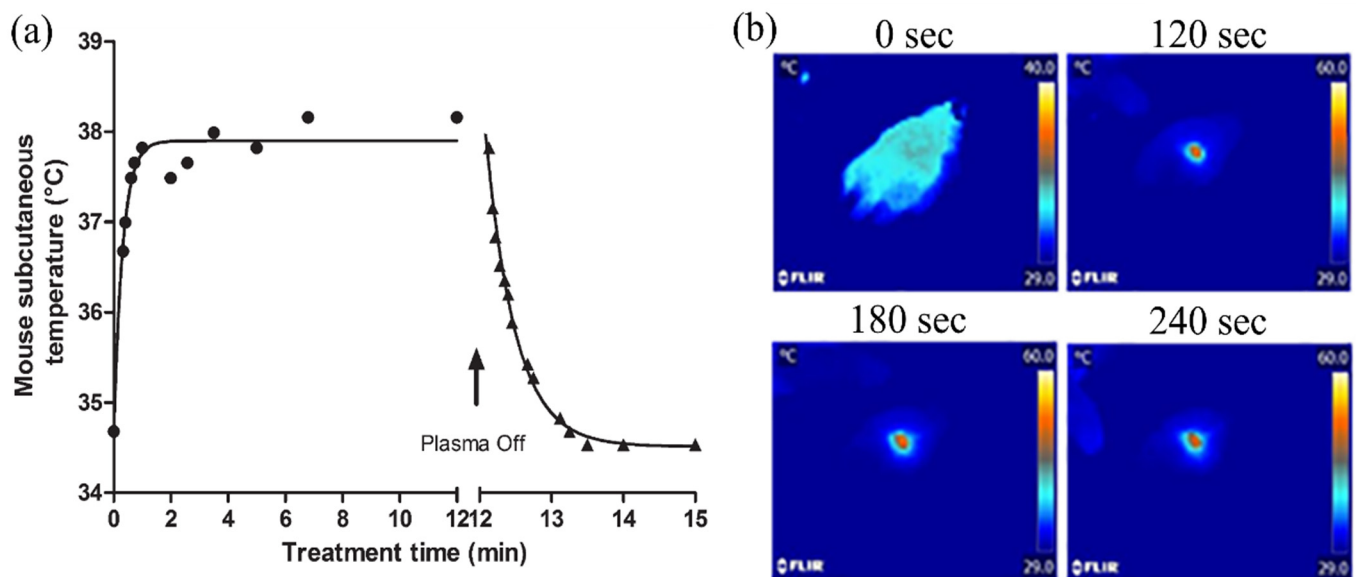 (a)
39
38
37
36
35
34
Mouse subcutaneous
temperature (°C)
Plasma Off
0 2 4 6 8 10 12 12 13 14 15
Treatment time (min)
(b)
0 sec
°C 40.0
FLIR 29.0
120 sec
°C 60.0
FLIR 29.0
180 sec
°C 60.0
FLIR 29.0
240 sec
°C 60.0
FLIR 29.0